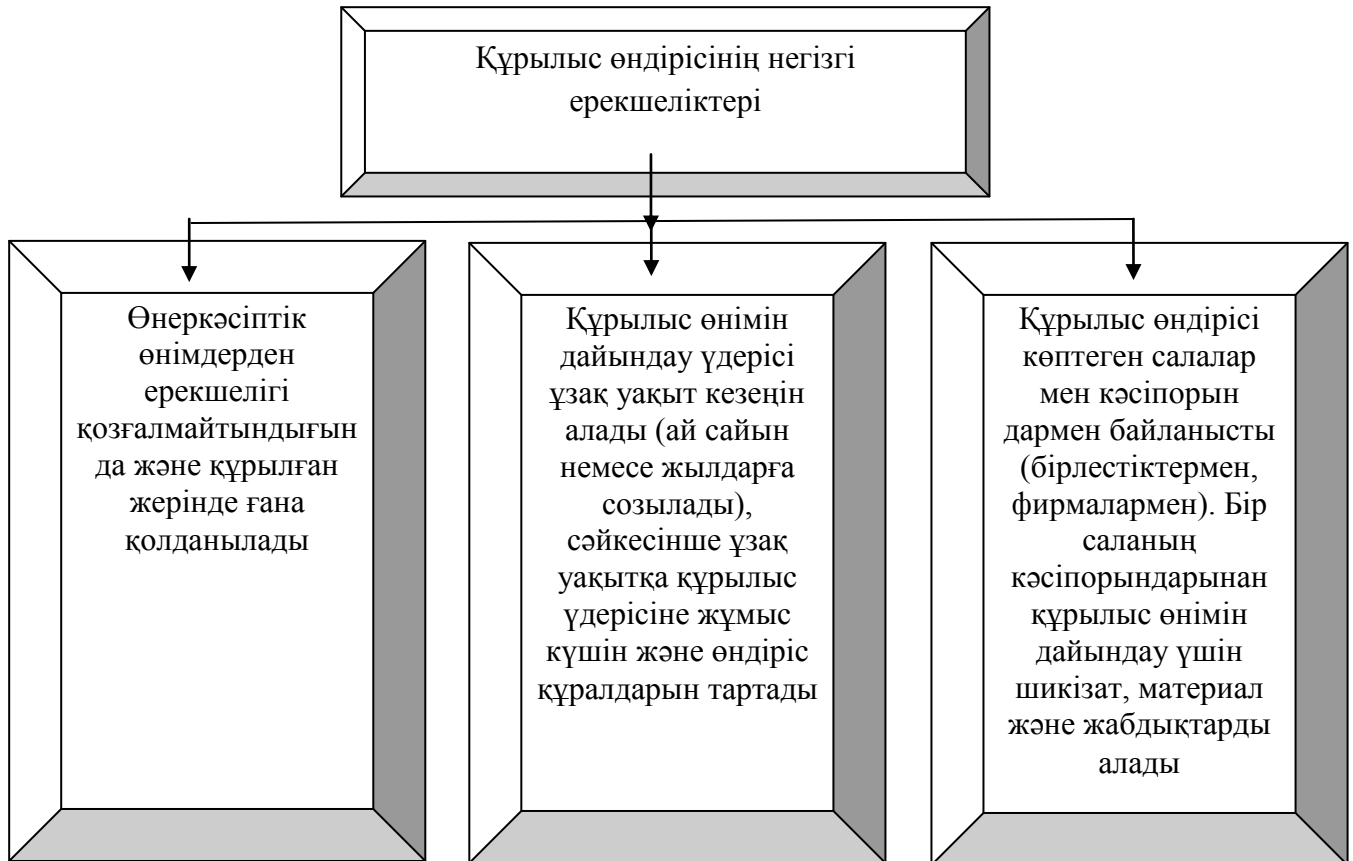 Құрылыс өндірісінің негізгі
ерекшеліктері
Өнеркәсіптік
өнімдерден
ерекшелігі
қозғалмайтындығын
да және құрылған
жерінде ғана
қолданылады
Құрылыс өнімін
дайындау үдерісі
ұзақ уақыт кезеңін
алады (ай сайын
немесе жылдарға
созылады),
сәйкесінше ұзақ
уақытқа құрылыс
үдерісіне жұмыс
күшін және өндіріс
құралдарын тартады
Құрылыс өндірісі
көптеген салалар
мен кәсіпорын
дармен байланысты
(бірлестіктермен,
фирмалармен). Бір
саланың
кәсіпорындарынан
құрылыс өнімін
дайындау үшін
шикізат, материал
және жабдықтарды
алады